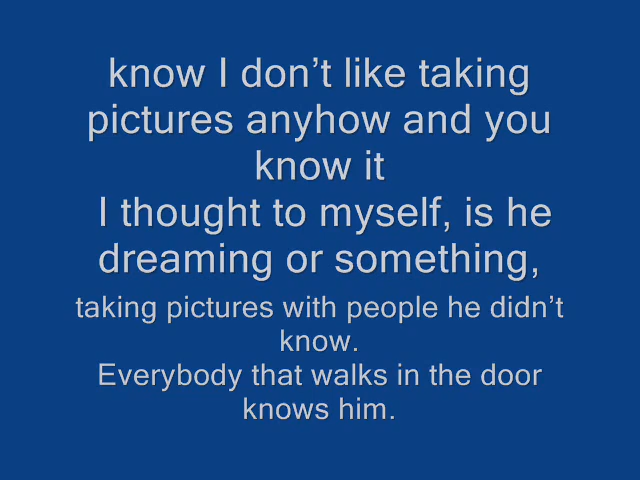 know I don’t like taking
pictures anyhow and you
know it
I thought to myself, is he
dreaming or something,
taking pictures with people he didn’t
know.
Everybody that walks in the door
knows him.